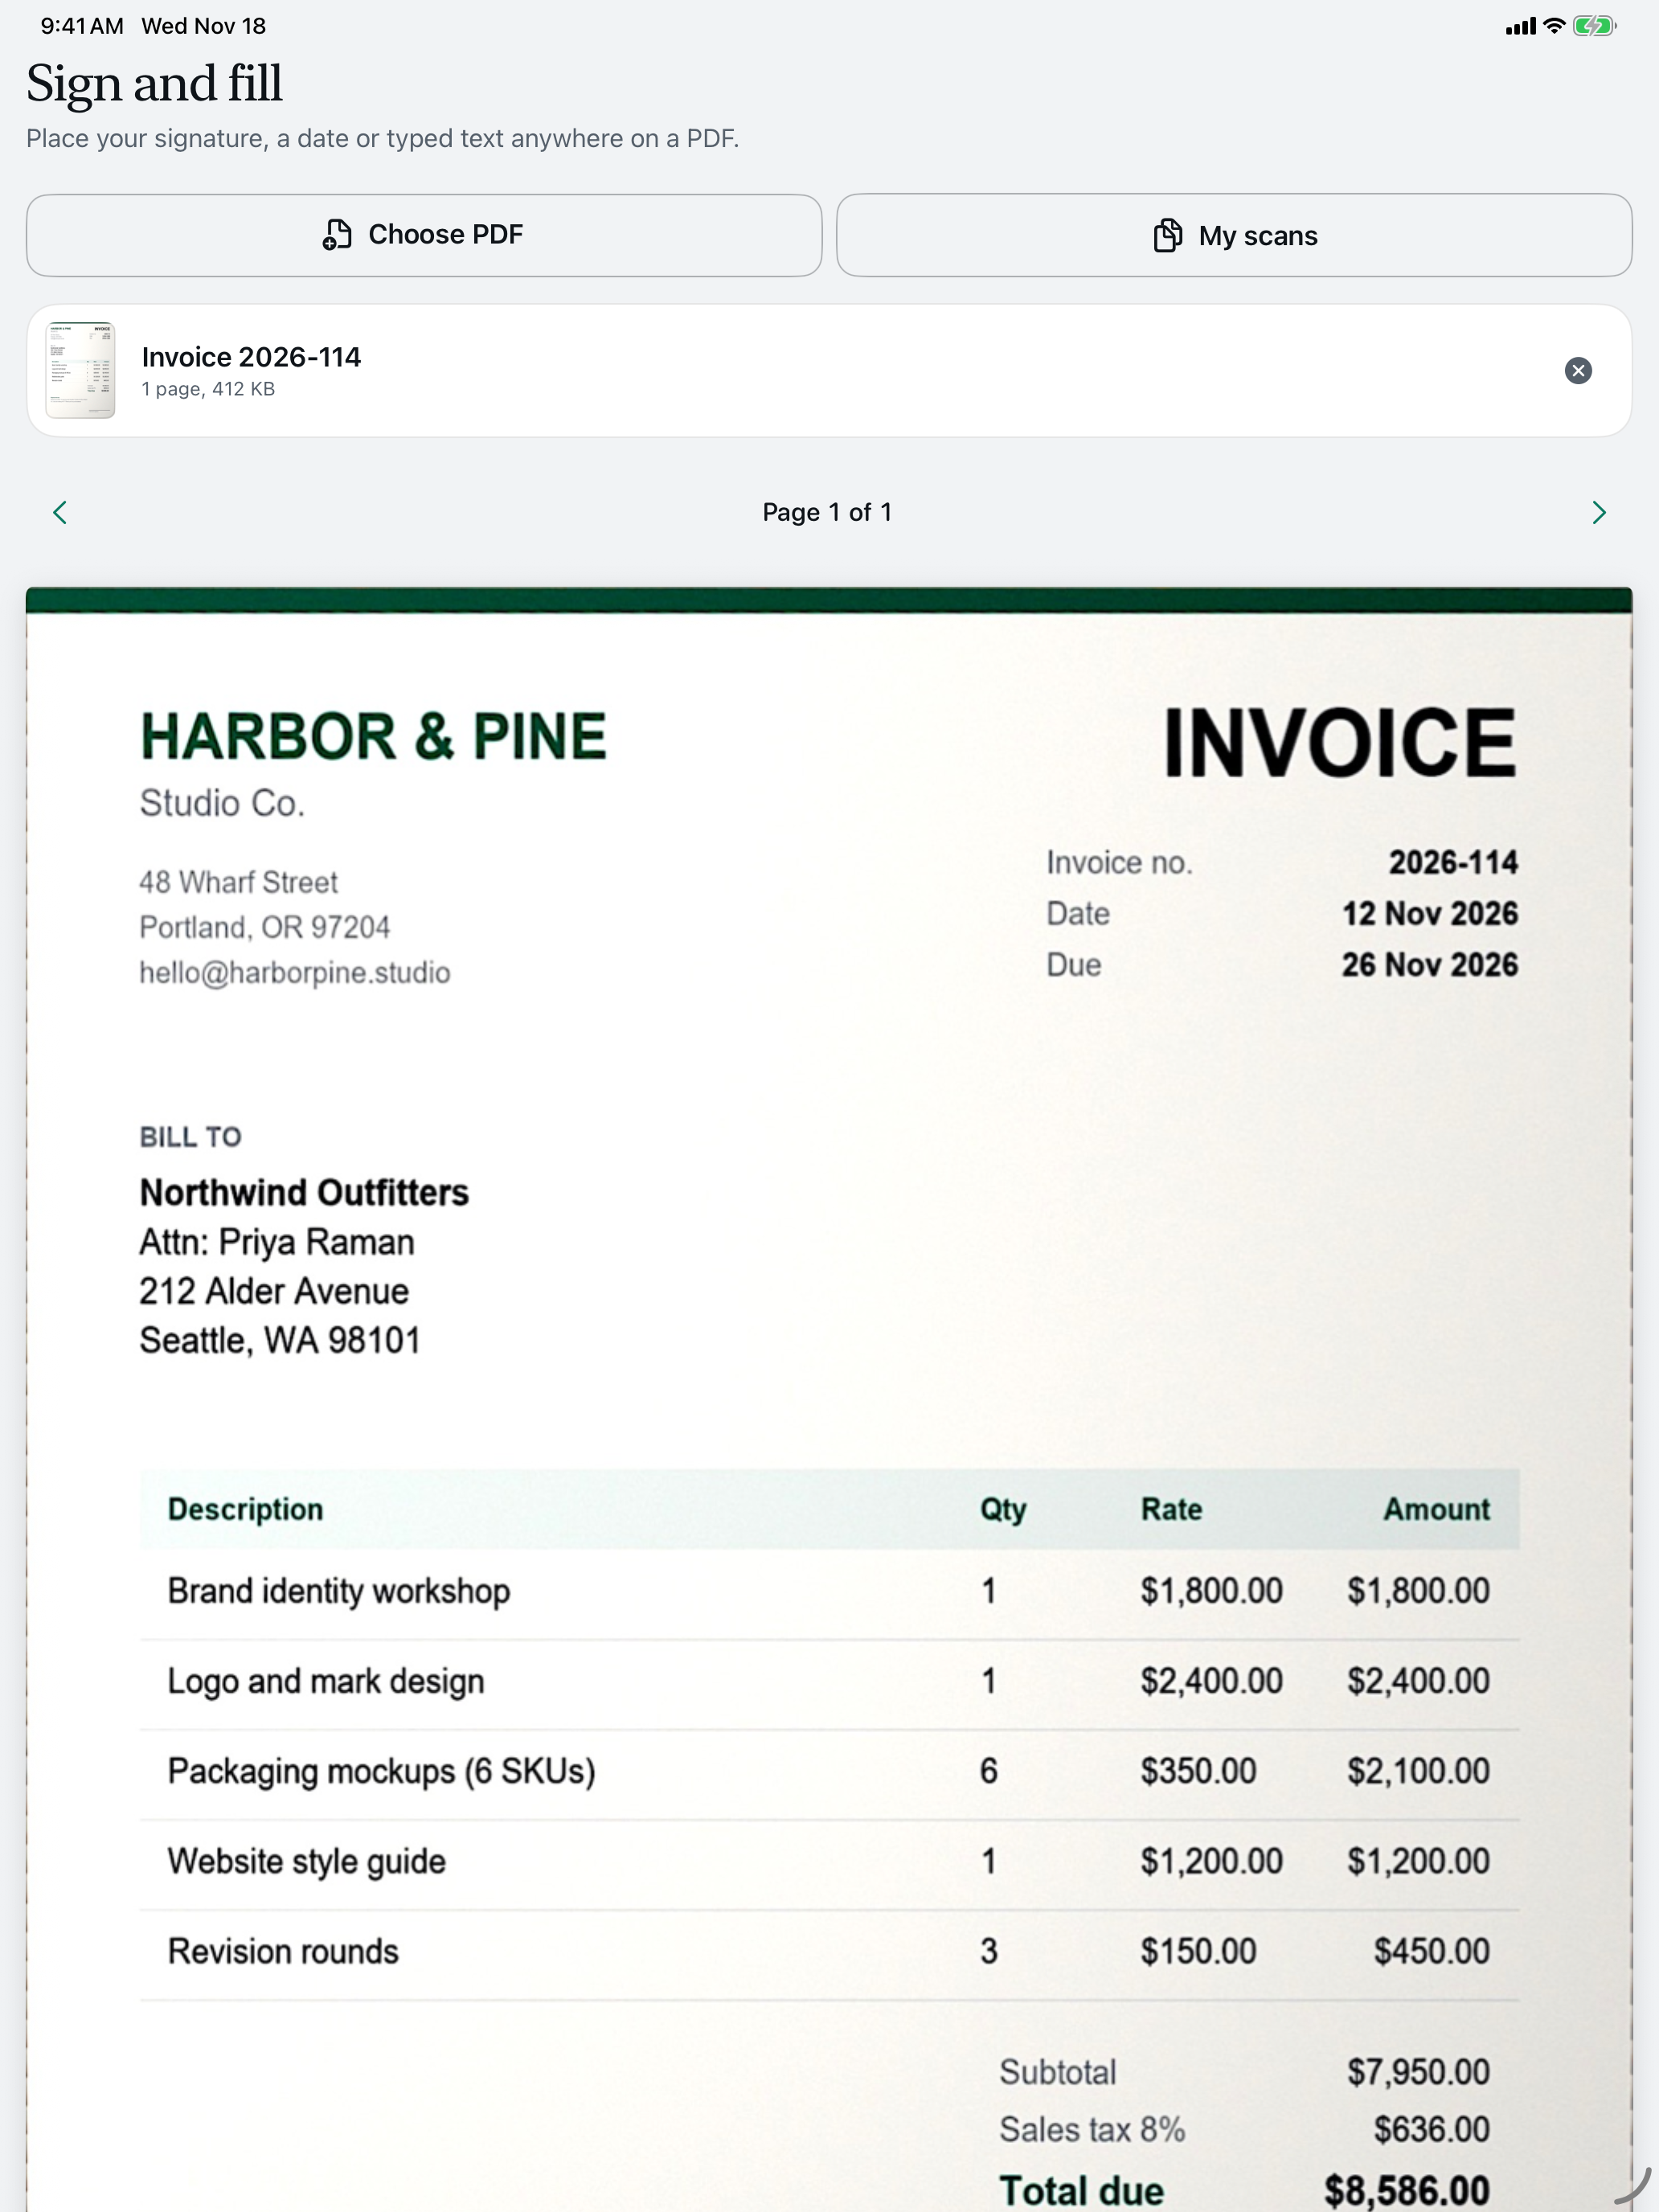 9:41 AM Wed Nov 18
Sign and fill
Place your signature, a date or typed text anywhere on a PDF.
Choose PDF
My scans
Invoice 2026-114
1 page, 412 KB
Page 1 of 1
HARBOR & PINE
Studio Co.
48 Wharf Street
Portland, OR 97204
hello@harborpine.studio
INVOICE
Invoice no. 2026-114
Date 12 Nov 2026
Due 26 Nov 2026
BILL TO
Northwind Outfitters
Attn: Priya Raman
212 Alder Avenue
Seattle, WA 98101
Description Qty Rate Amount
Brand identity workshop 1 $1,800.00 $1,800.00
Logo and mark design 1 $2,400.00 $2,400.00
Packaging mockups (6 SKUs) 6 $350.00 $2,100.00
Website style guide 1 $1,200.00 $1,200.00
Revision rounds 3 $150.00 $450.00
Subtotal $7,950.00
Sales tax 8% $636.00
Total due $8,586.00